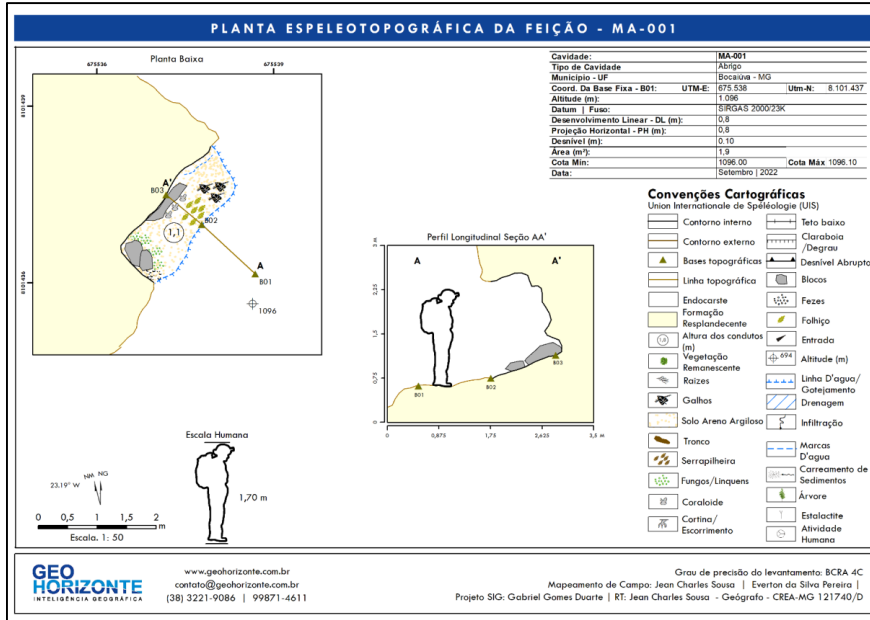 PLANTA ESPELEOTOPOGRÁFICA DA FEIÇÃO - MA-001
Planta Baixa
675536
675539
8101439
8101436
A'
B03
B02
1,1
A
B01
1096
Cavidade: MA-001
Tipo de Cavidade Abrigo
Município - UF Bocaiúva - MG
Coord. Da Base Fixa - B01: UTM-E: 675.538 Utm-N: 8.101.437
Altitude (m): 1.096
Datum | Fuso: SIRGAS 2000/23K
Desenvolvimento Linear - DL (m): 0,8
Projeção Horizontal - PH (m): 0,8
Desnível (m): 0.10
Área (m²): 1,9
Cota Min: 1096.00 Cota Máx 1096.10
Data: Setembro | 2022
Perfil Longitudinal Seção AA'
A
A'
3 m
2,25
1,5
0,75
0
B01
B02
B03
0
0,875
1,75
2,625
3,5 m
Convenções Cartográficas
Union Internationale de Spéléologie (UIS)
Contorno interno
Contorno externo
Bases topográficas
Linha topográfica
Endocarste
Formação
Resplandecente
1,0
Altura dos condutos
(m)
Vegetação
Remanescente
Raizes
Galhos
Solo Areno Argiloso
Tronco
Serrapilheira
Fungos/Linquens
Coraloide
Cortina/
Escorrimento
Teto baixo
Claraboia
/Degrau
Desnível Abrupto
Blocos
Fezes
Folhiço
Entrada
694
Altitude (m)
Linha D'agua/
Gotejamento
Drenagem
Infiltração
Marcas
D'agua
Carreamento de
Sedimentos
Árvore
Estalactite
Atividade
Humana
Escala Humana
1,70 m
23.19° W
NM NG
0 0,5 1 1,5 2
m
Escala. 1: 50
GEO
HORIZONTE
INTELIGÊNCIA GEOGRÁFICA
www.geohorizonte.com.br
contato@geohorizonte.com.br
(38) 3221-9086 | 99871-4611
Grau de precisão do levantamento: BCRA 4C
Mapeamento de Campo: Jean Charles Sousa | Everton da Silva Pereira |
Projeto SIG: Gabriel Gomes Duarte | RT: Jean Charles Sousa - Geógrafo - CREA-MG 121740/D